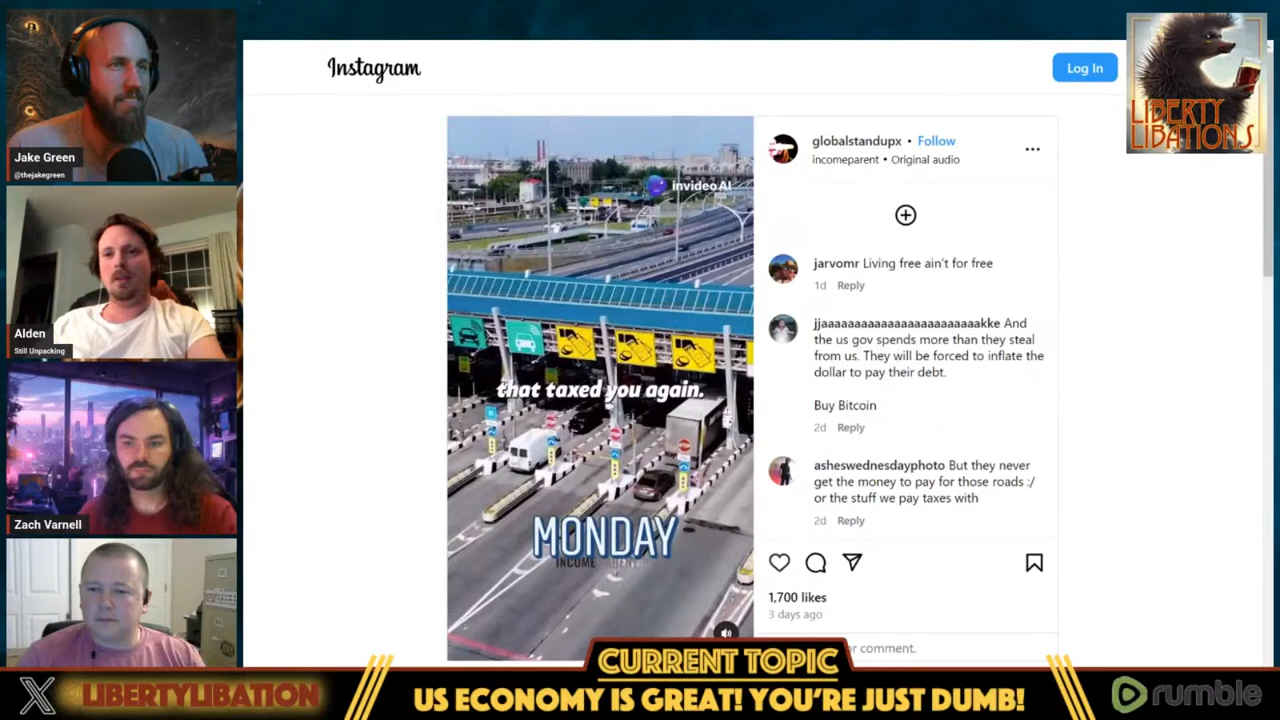 Jake Green
@thejakegreen
Alden
Still Unpacking
Zach Varnell
Instagram
Log In
LIBERTY
LIBATIONS
invideo AI
that taxed you again.
MONDAY
INCOME
globalstandupx • Follow
incomeparent • Original audio
jarvomr Living free ain't for free
1d Reply
jjaaaaaaaaaaaaaaaaaaaaaaaakke And
the us gov spends more than they steal
from us. They will be forced to inflate the
dollar to pay their debt.
Buy Bitcoin
2d Reply
asheswednesdayphoto But they never
get the money to pay for those roads :/
or the stuff we pay taxes with
2d Reply
1,700 likes
3 days ago
comment.
CURRENT TOPIC
X LIBERTYLIBATION
US ECONOMY IS GREAT! YOU'RE JUST DUMB!
rumble